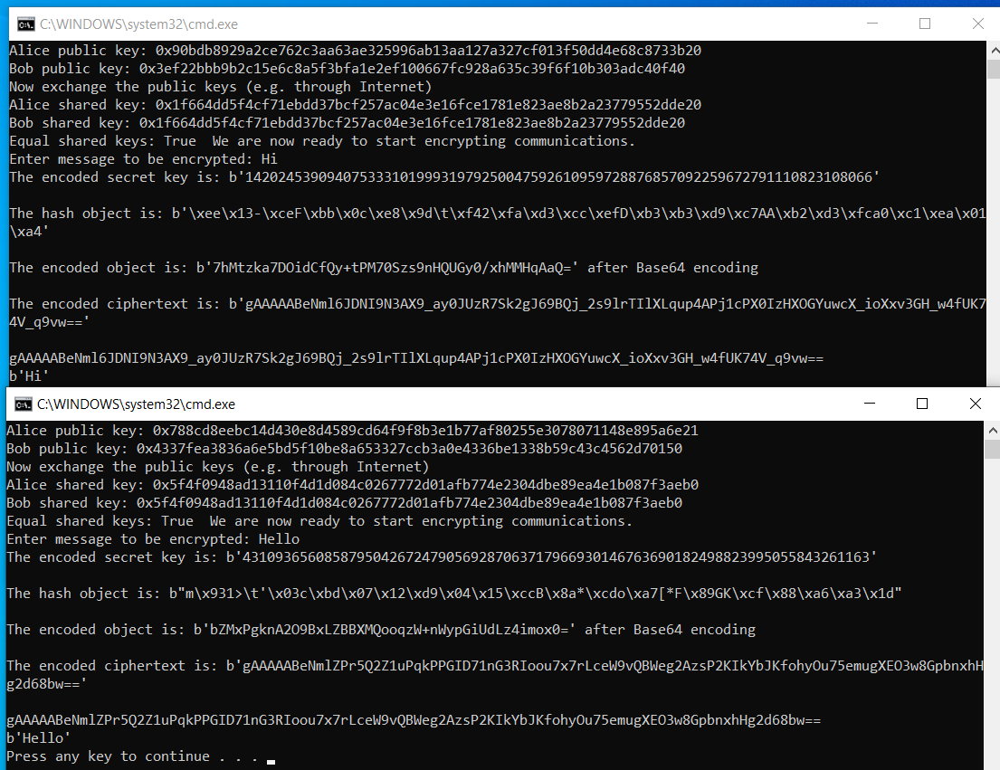 C:\WINDOWS\system32\cmd.exe
Alice public key: 0x90bdb8929a2ce762c3aa63ae325996ab13aa127a327cf013f50dd4e68c8733b20
Bob public key: 0x3ef22bbb9b2c15e6c8a5f3bfa1e2ef100667fc928a635c39f6f10b303adc40f40
Now exchange the public keys (e.g. through Internet)
Alice shared key: 0x1f664dd5f4cf71ebdd37bcf257ac04e3e16fce1781e823ae8b2a23779552dde20
Bob shared key: 0x1f664dd5f4cf71ebdd37bcf257ac04e3e16fce1781e823ae8b2a23779552dde20
Equal shared keys: True  We are now ready to start encrypting communications.
Enter message to be encrypted: Hi
The encoded secret key is: b'14202453909407533310199931979250047592610959728876857092259672791110823108066'
The hash object is: b'\xee\x13-\xceF\xbb\x0c\xe8\x9d\t\xf42\xfa\xd3\xcc\xefD\xb3\xb3\xd9\xc7AA\xb2\xd3\xfca0\xc1\xea\x01
\xa4'
The encoded object is: b'7hMtzka7DOidCfQy+tPM70Szs9nHQUGy0/xhMMHqAaQ=' after Base64 encoding
The encoded ciphertext is: b'gAAAAABeNml6JDNI9N3AX9_ay0JUzR7Sk2gJ69BQj_2s9lrTIlXLqup4APj1cPX0IzHXOGYuwcX_ioXxv3GH_w4fUK7
4V_q9vw=='
gAAAAABeNml6JDNI9N3AX9_ay0JUzR7Sk2gJ69BQj_2s9lrTIlXLqup4APj1cPX0IzHXOGYuwcX_ioXxv3GH_w4fUK74V_q9vw==
b'Hi'
C:\WINDOWS\system32\cmd.exe
Alice public key: 0x788cd8eebc14d430e8d4589cd64f9f8b3e1b77af80255e3078071148e895a6e21
Bob public key: 0x4337fea3836a6e5bd5f10be8a653327ccb3a0e4336be1338b59c43c4562d70150
Now exchange the public keys (e.g. through Internet)
Alice shared key: 0x5f4f0948ad13110f4d1d084c0267772d01afb774e2304dbe89ea4e1b087f3aeb0
Bob shared key: 0x5f4f0948ad13110f4d1d084c0267772d01afb774e2304dbe89ea4e1b087f3aeb0
Equal shared keys: True  We are now ready to start encrypting communications.
Enter message to be encrypted: Hello
The encoded secret key is: b'43109365608587950426724790569287063717966930146763690182498823995055843261163'
The hash object is: b"m\x931>\t'\x03c\xbd\x07\x12\xd9\x04\x15\xccB\x8a*\xcdo\xa7[*F\x89GK\xcf\x88\xa6\xa3\x1d"
The encoded object is: b'bZMxPgknA2O9BxLZBBXMQooqzW+nWypGiUdLz4imox0=' after Base64 encoding
The encoded ciphertext is: b'gAAAAABeNmlZPr5Q2Z1uPqkPPGID71nG3RIoou7x7rLceW9vQBWeg2AzsP2KIkYbJKfohyOu75emugXEO3w8GpbnxhH
g2d68bw=='
gAAAAABeNmlZPr5Q2Z1uPqkPPGID71nG3RIoou7x7rLceW9vQBWeg2AzsP2KIkYbJKfohyOu75emugXEO3w8GpbnxhHg2d68bw==
b'Hello'
Press any key to continue . . .